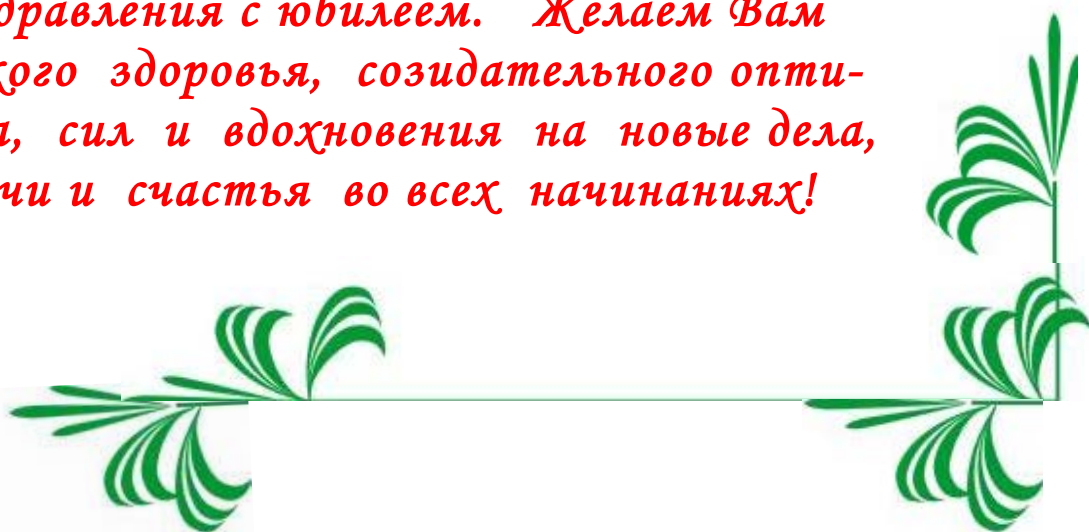 дравления с юбилеем. Желаем Вам
кого здоровья, созидательного опти-
а, сил и вдохновения на новые дела,
чи и счастья во всех начинаниях!